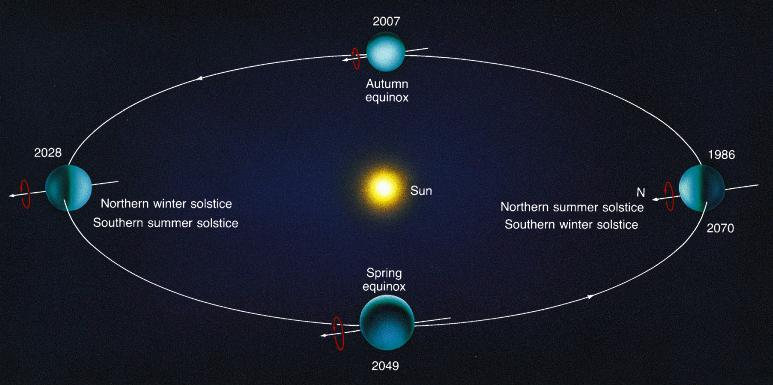 2007
Autumn
equinox
2028
1986
Sun
N
Northern winter solstice
Southern summer solstice
Northern summer solstice
Southern winter solstice
2070
Spring
equinox
2049